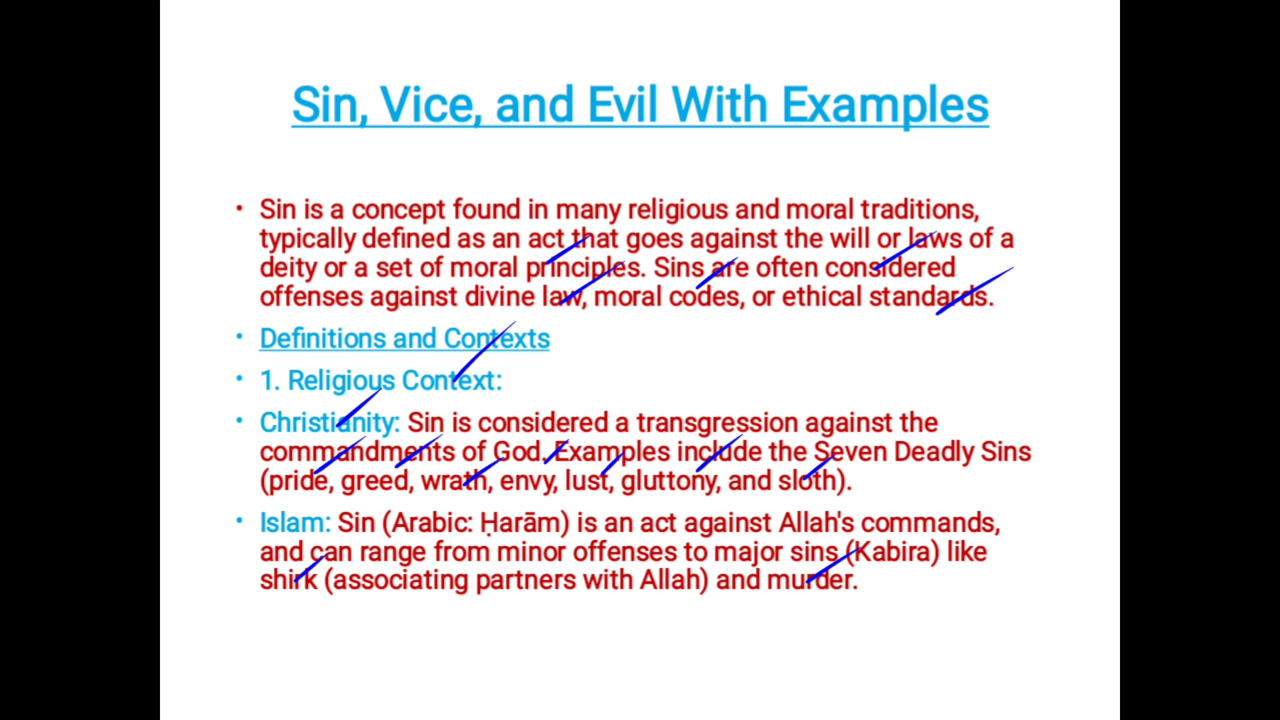 Sin, Vice, and Evil With Examples
• Sin is a concept found in many religious and moral traditions,
typically defined as an act that goes against the will or laws of a
deity or a set of moral principles. Sins are often considered
offenses against divine law, moral codes, or ethical standards.
• Definitions and Contexts
• 1. Religious Context:
• Christianity: Sin is considered a transgression against the
commandments of God. Examples include the Seven Deadly Sins
(pride, greed, wrath, envy, lust, gluttony, and sloth).
• Islam: Sin (Arabic: Ḥarām) is an act against Allah's commands,
and can range from minor offenses to major sins (Kabira) like
shirk (associating partners with Allah) and murder.